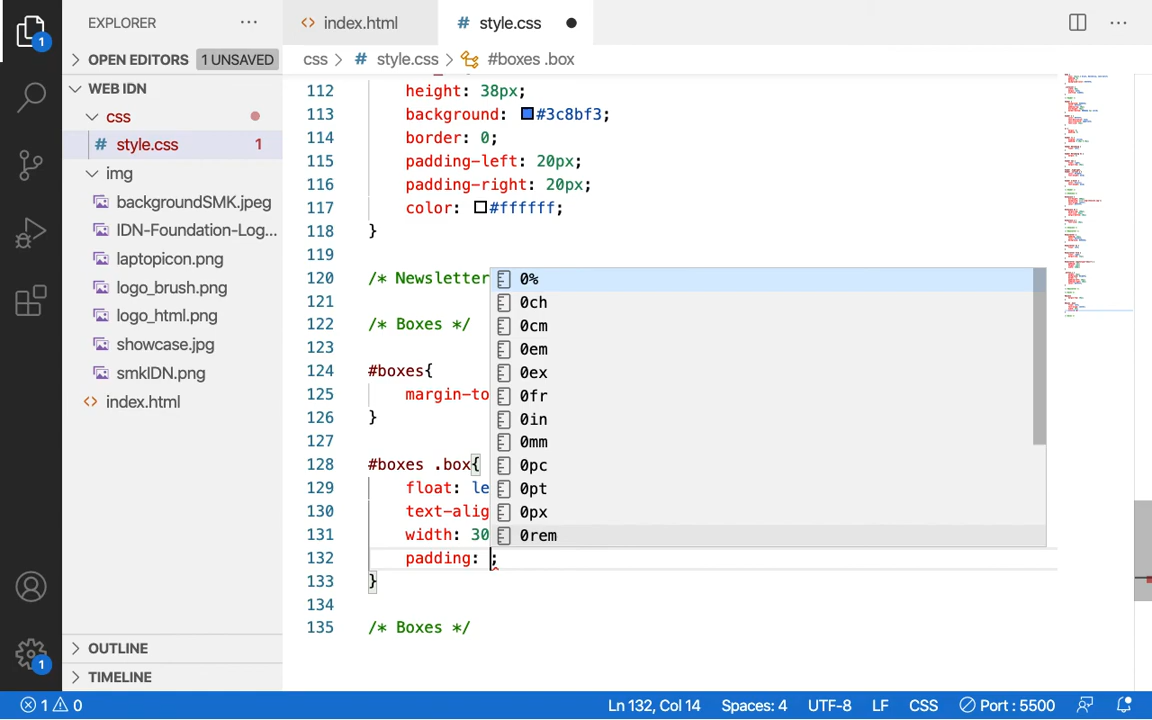 EXPLORER
index.html
# style.css
OPEN EDITORS 1 UNSAVED
css > # style.css > #boxes .box
WEB IDN
css
# style.css 1
img
backgroundSMK.jpeg
IDN-Foundation-Log...
laptopicon.png
logo_brush.png
logo_html.png
showcase.jpg
smkIDN.png
index.html
OUTLINE
TIMELINE
1
1
112 height: 38px;
113 background: #3c8bf3;
114 border: 0;
115 padding-left: 20px;
116 padding-right: 20px;
117 color: #ffffff;
118 }
119
120 /* Newsletter
121
122 /* Boxes */
123
124 #boxes{
125 margin-to
126 }
127
128 #boxes .box{
129 float: le
130 text-alig
131 width: 30
132 padding: ;
133 }
134
135 /* Boxes */
0%
0ch
0cm
0em
0ex
0fr
0in
0mm
0pc
0pt
0px
0rem
1 0 Ln 132, Col 14 Spaces: 4 UTF-8 LF CSS Port : 5500